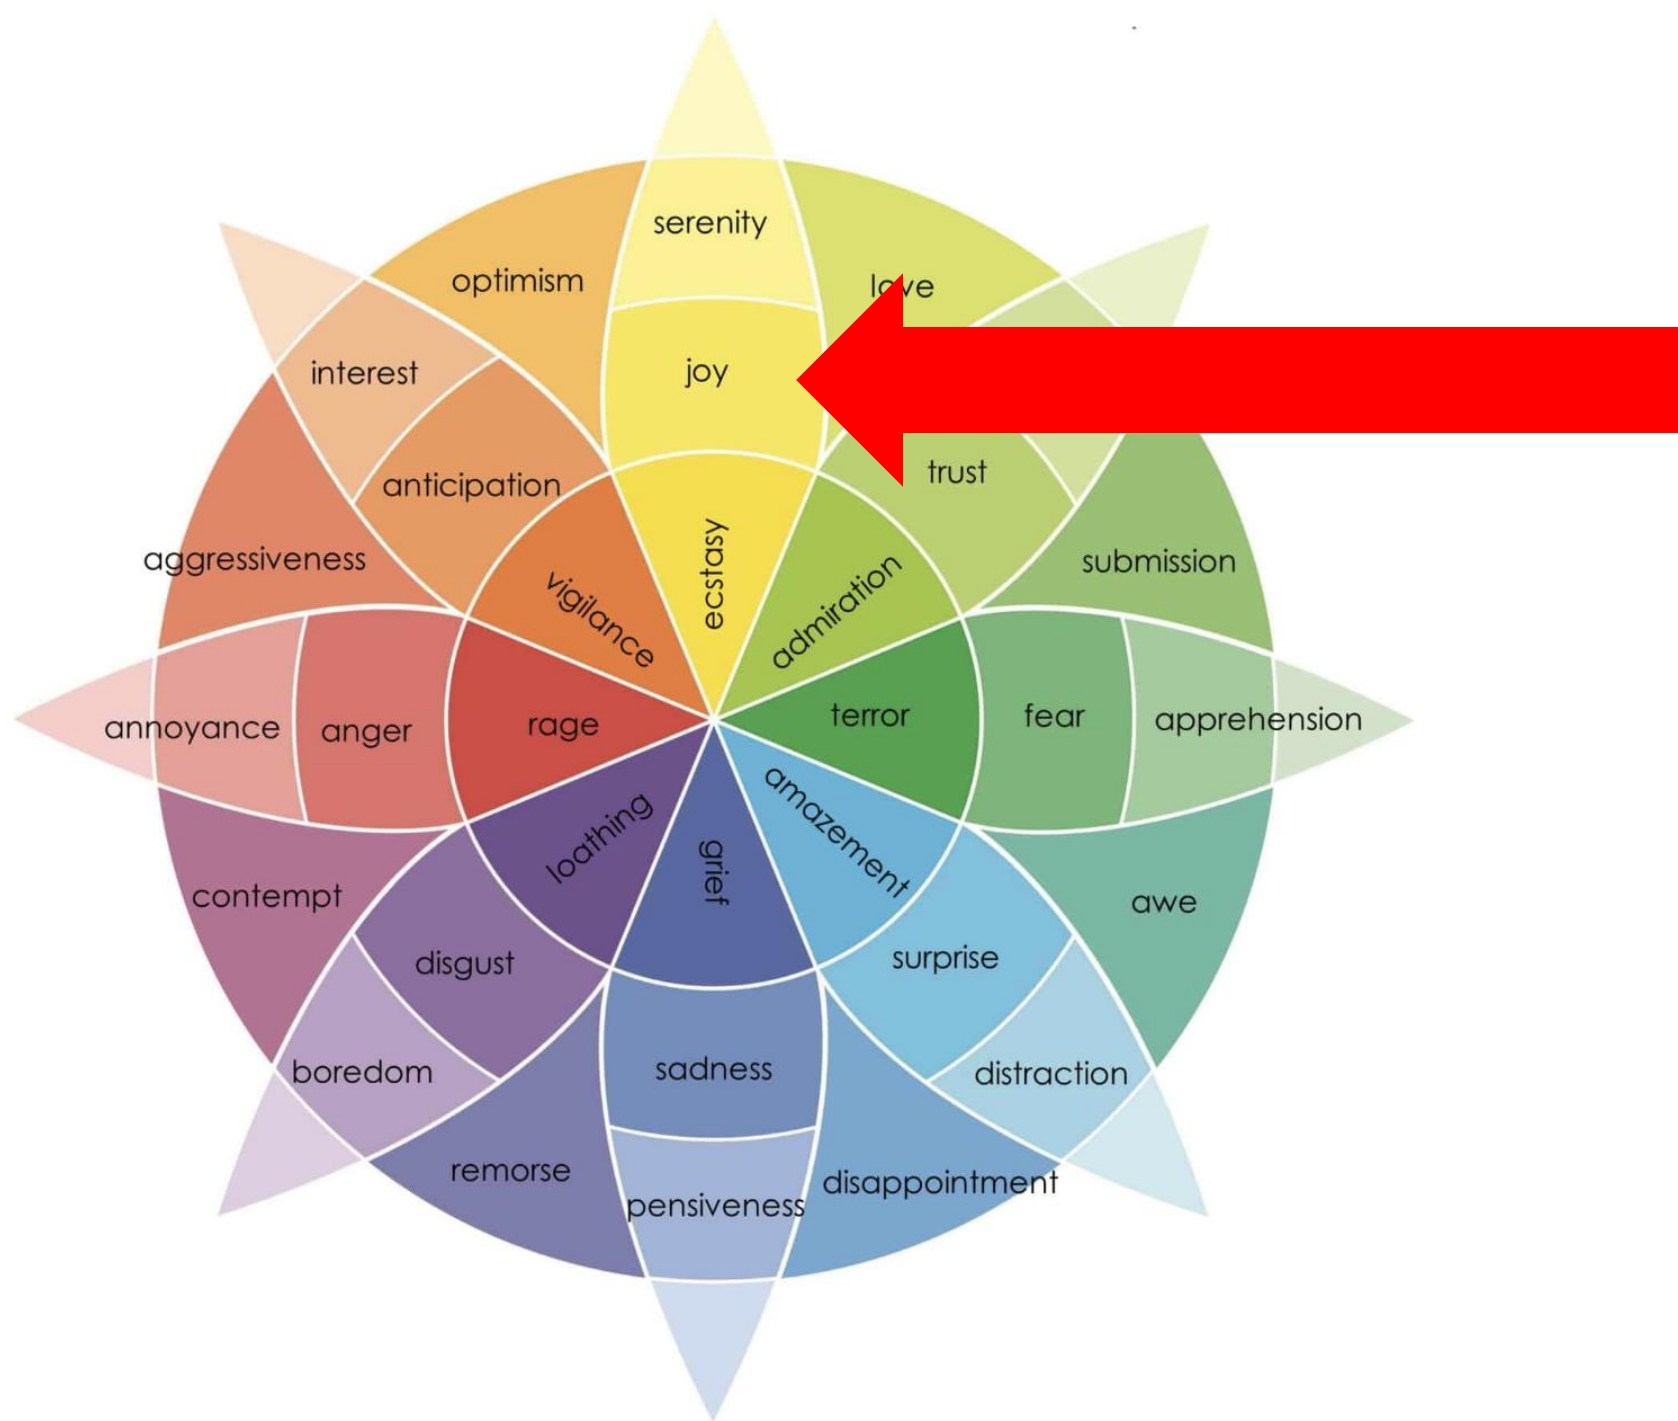 serenity
optimism
love
interest
joy
anticipation
trust
ecstasy
aggressiveness
submission
vigilance
admiration
annoyance
anger
rage
terror
fear
apprehension
loathing
grief
amazement
contempt
awe
disgust
surprise
boredom
sadness
distraction
remorse
pensiveness
disappointment